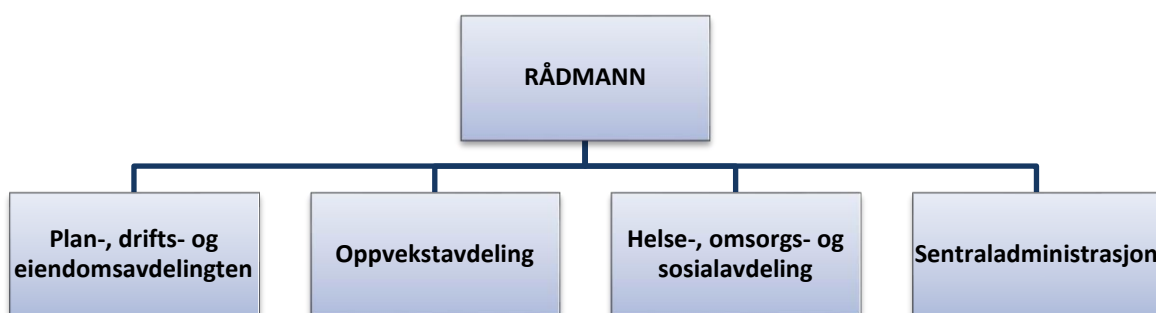 RÅDMANN
Plan-, drifts- og
eiendomsavdelingten
Oppvekstavdeling
Helse-, omsorgs- og
sosialavdeling
Sentraladministrasjon